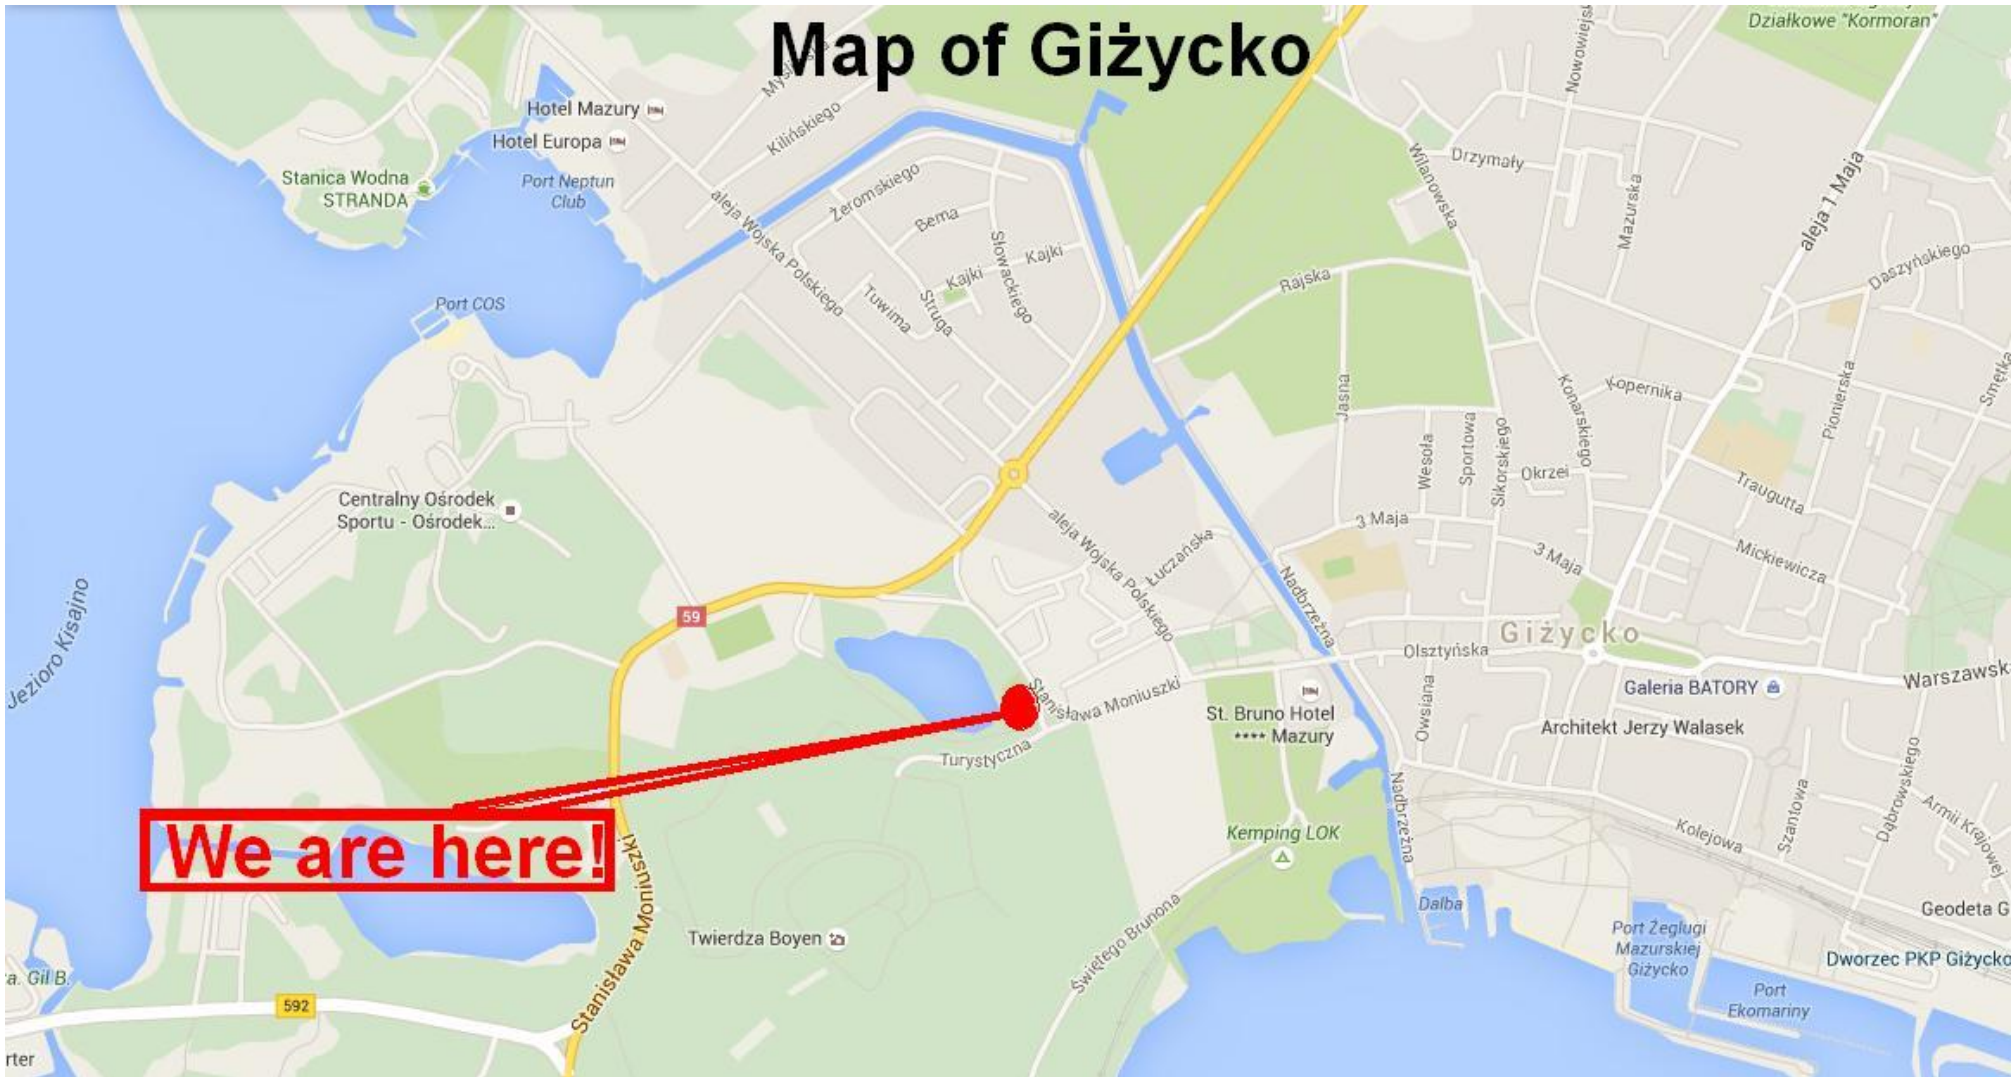 Map of Giżycko
Działkowe "Kormoran"
Nowowiejs
Hotel Mazury
Hotel Europa
Kilińskiego
Stanica Wodna
STRANDA
Port Neptun
Club
aleja Wojska Polskiego
Żeromskiego
Bema
Słowackiego
Kajki
Kajki
Tuwima
Struga
Wilanowska
Drzymały
Mazurska
aleja 1 Maja
Daszyńskiego
Rajska
Port COS
Jasna
Kopernika
Konarskiego
Pionierska
Smętka
Wesoła
Sportowa
Sikorskiego
Okrzei
Traugutta
Centralny Ośrodek
Sportu - Ośrodek...
aleja Wojska Polskiego
Łuczańska
3 Maja
3 Maja
Mickiewicza
Nadbrzeżna
59
Jezioro Kisajno
Giżycko
Olsztyńska
Warszawsk
Stanisława Moniuszki
Galeria BATORY
St. Bruno Hotel
**** Mazury
Owsiana
Architekt Jerzy Walasek
Turystyczna
We are here!
Nadbrzeżna
Kemping LOK
Kolejowa
Szantowa
Dąbrowskiego
Armii Krajowej
Stanisława Moniuszki
Twierdza Boyen
Świętego Brunona
Dalba
Geodeta G
Port Żeglugi
Mazurskiej
Giżycko
Dworzec PKP Giżycko
Port
Ekomariny
a. Gil B.
592
rter